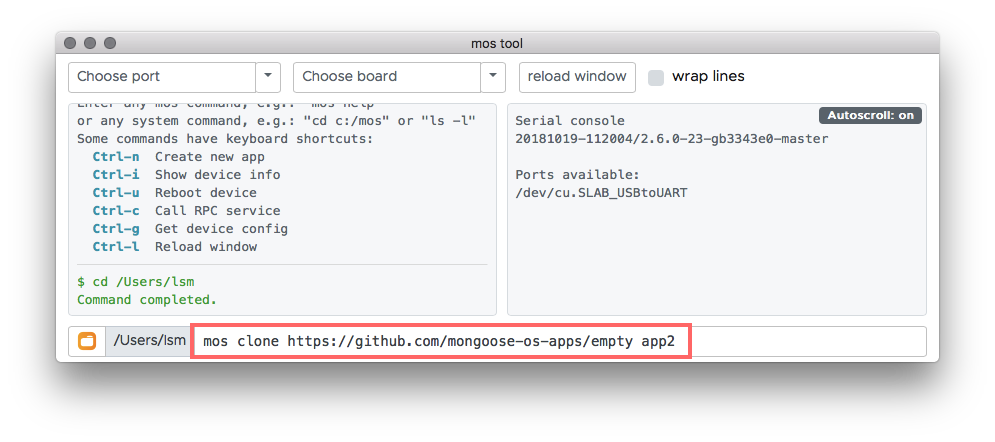 mos tool
Choose port
Choose board
reload window
wrap lines
Enter any mos command, e.g.: "mos help"
or any system command, e.g.: "cd c:/mos" or "ls -l"
Some commands have keyboard shortcuts:
Ctrl-n Create new app
Ctrl-i Show device info
Ctrl-u Reboot device
Ctrl-c Call RPC service
Ctrl-g Get device config
Ctrl-l Reload window
$ cd /Users/lsm
Command completed.
Autoscroll: on
Serial console
20181019-112004/2.6.0-23-gb3343e0-master
Ports available:
/dev/cu.SLAB_USBtoUART
/Users/lsm mos clone https://github.com/mongoose-os-apps/empty app2